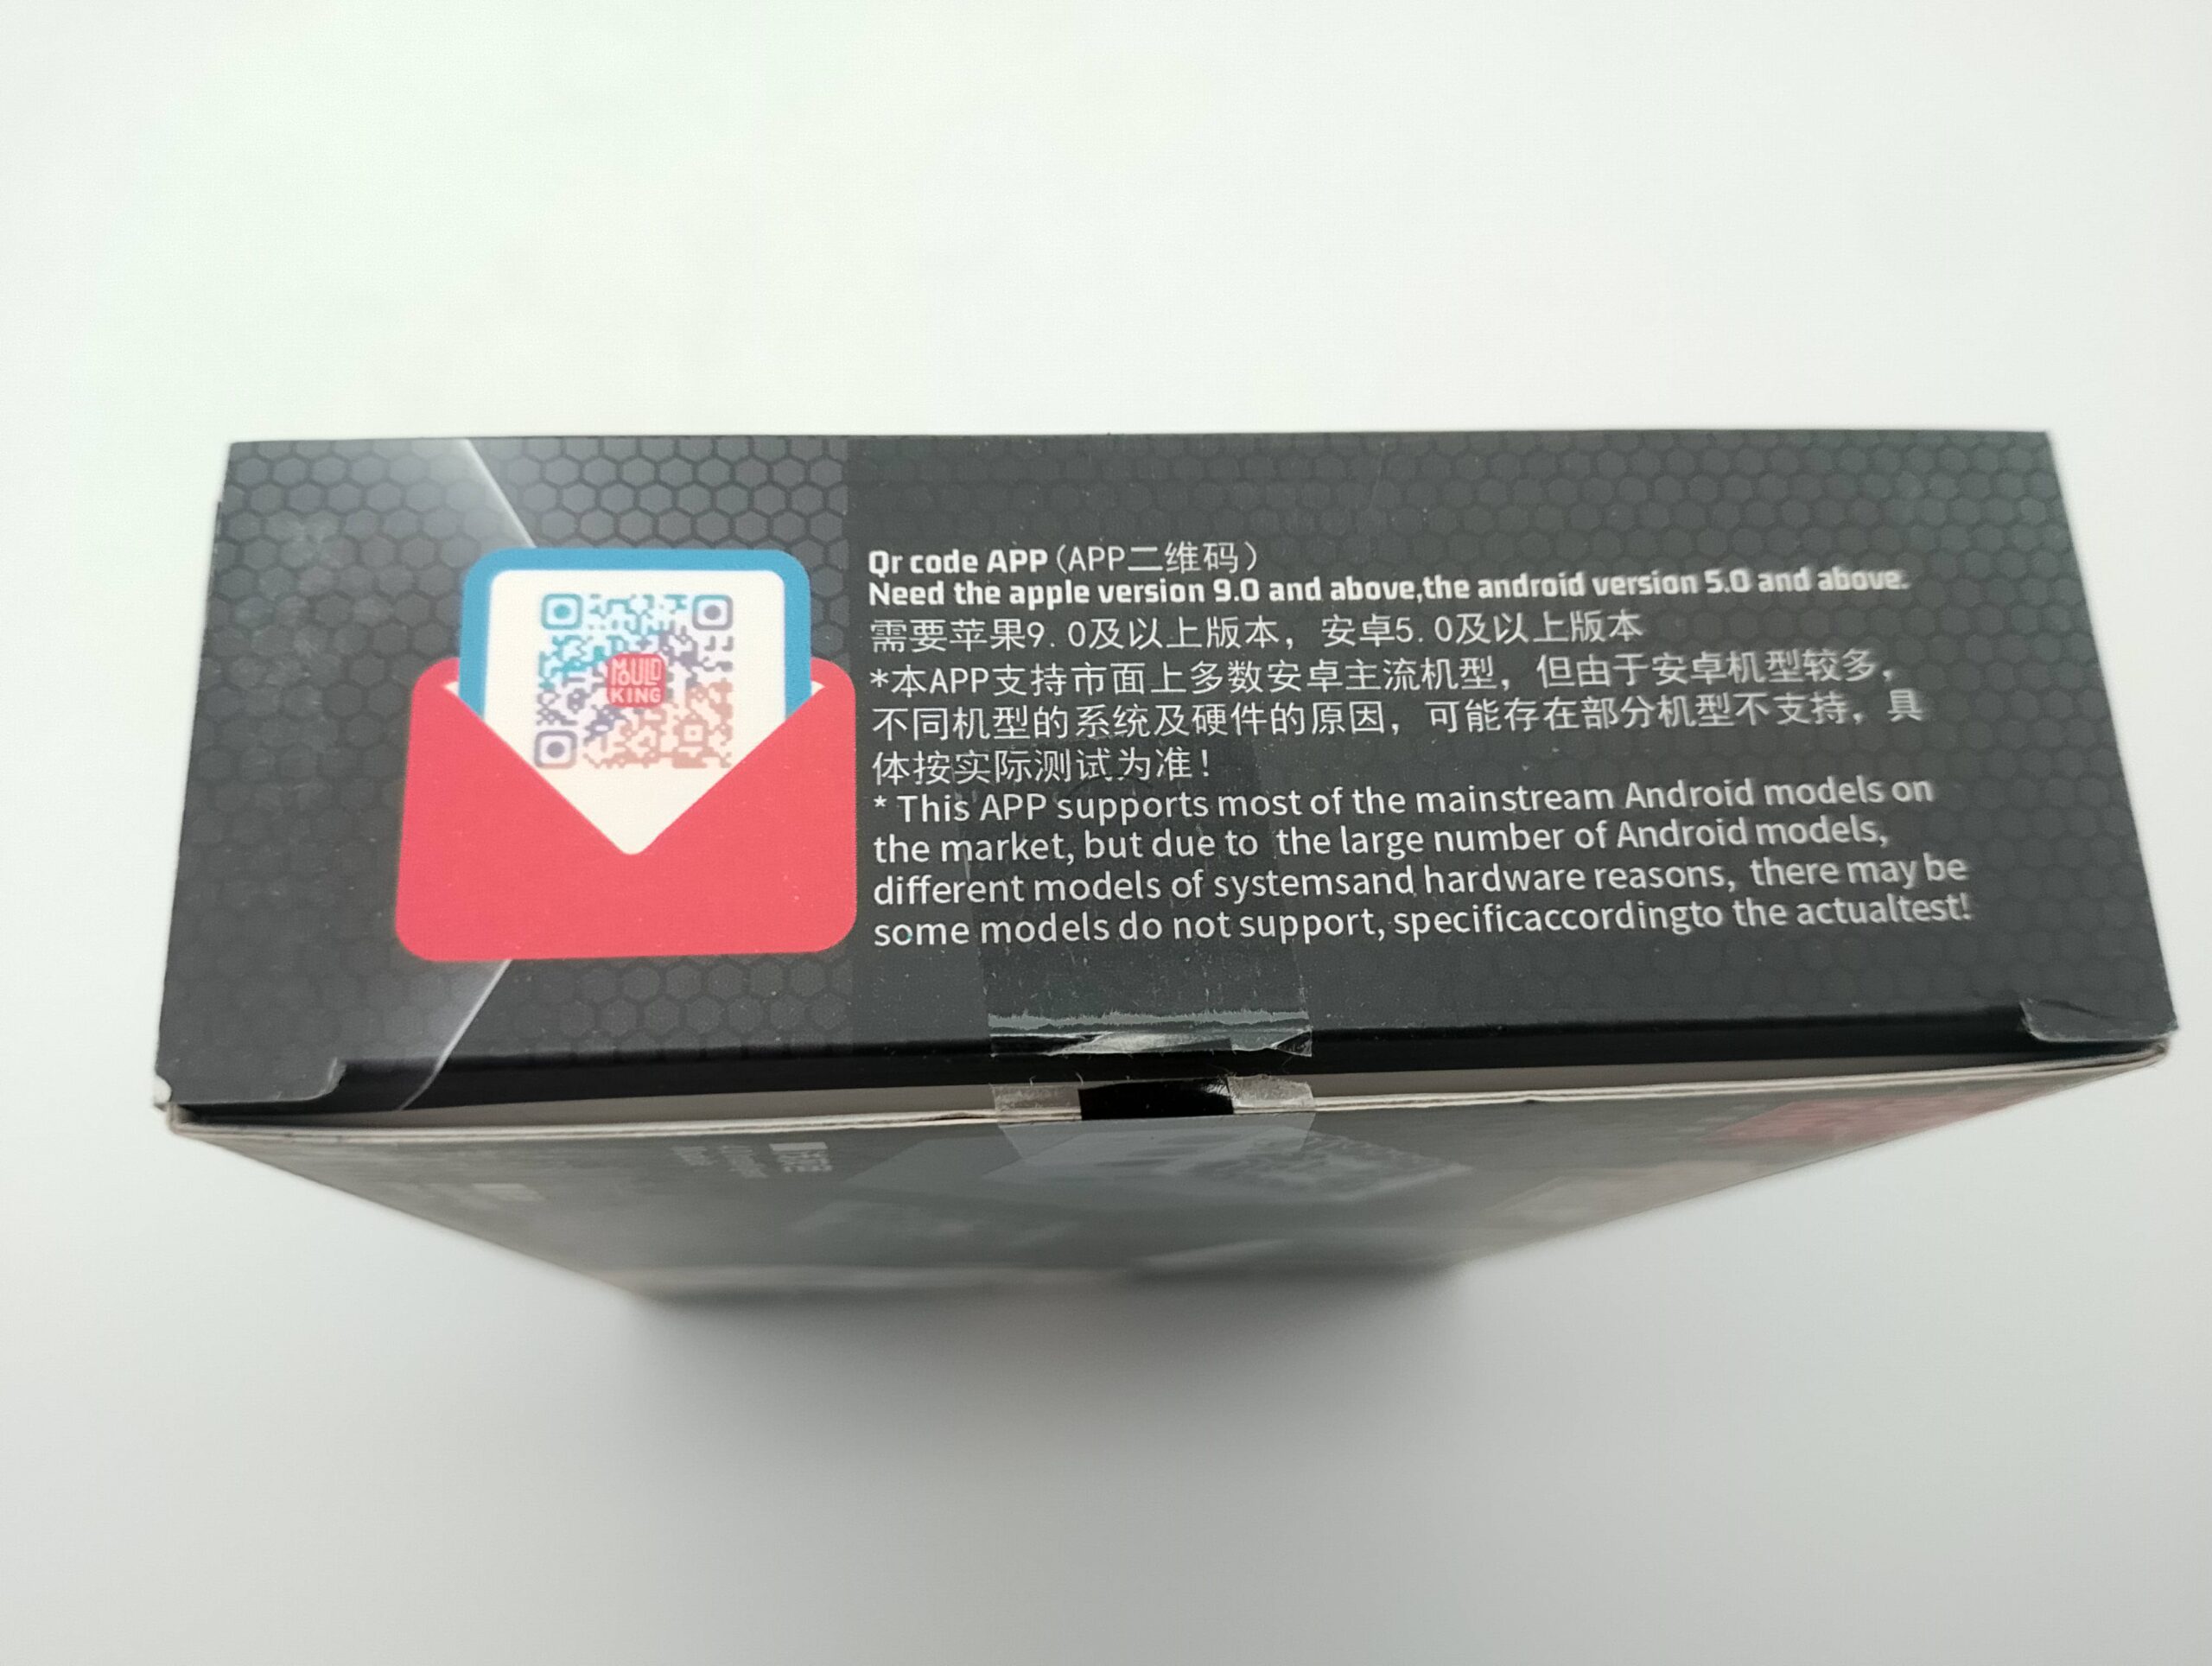 MOULD
KING
Qr code APP（APP二维码）
Need the apple version 9.0 and above,the android version 5.0 and above.
需要苹果9.0及以上版本，安卓5.0及以上版本
*本APP支持市面上多数安卓主流机型，但由于安卓机型较多，
不同机型的系统及硬件的原因，可能存在部分机型不支持，具
体按实际测试为准！
* This APP supports most of the mainstream Android models on
the market, but due to the large number of Android models,
different models of systemsand hardware reasons, there may be
some models do not support, specificaccordingto the actualtest!